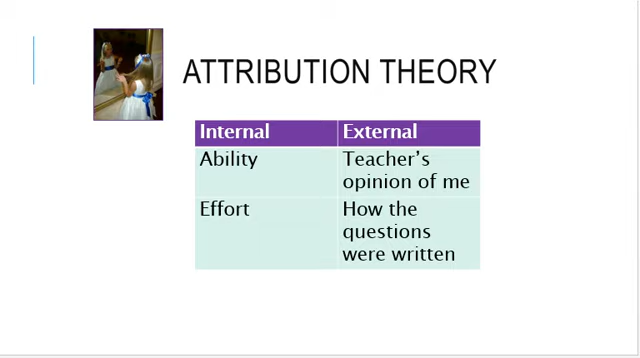 ATTRIBUTION THEORY
Internal External
Ability Teacher's
opinion of me
Effort How the
questions
were written